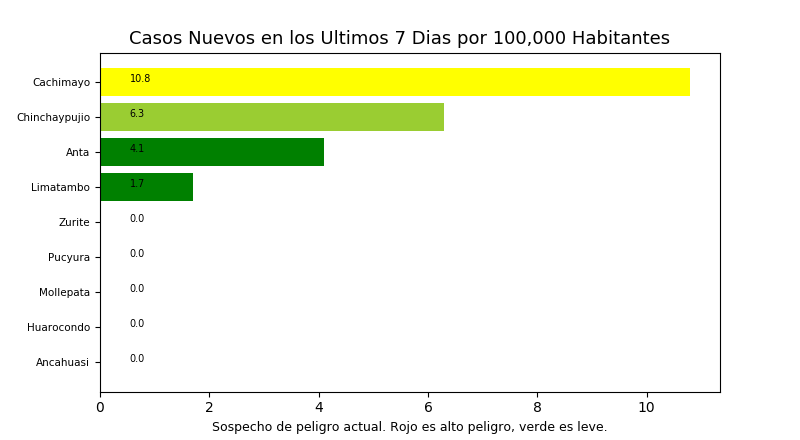 Casos Nuevos en los Ultimos 7 Dias por 100,000 Habitantes
Cachimayo 10.8
Chinchaypujio 6.3
Anta 4.1
Limatambo 1.7
Zurite 0.0
Pucyura 0.0
Mollepata 0.0
Huarocondo 0.0
Ancahuasi 0.0
0 2 4 6 8 10
Sospecho de peligro actual. Rojo es alto peligro, verde es leve.